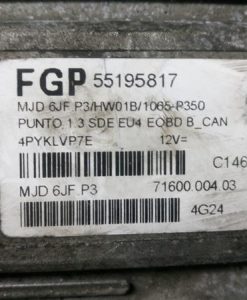 FGP 55195817
MJD 6JF P3/HW01B/1065-P350
PUNTO 1.3 SDE EU4 EOBD B_CAN
4PYKLVP7E 12V=
C146
MJD 6JF P3 71600.004.03
4G24